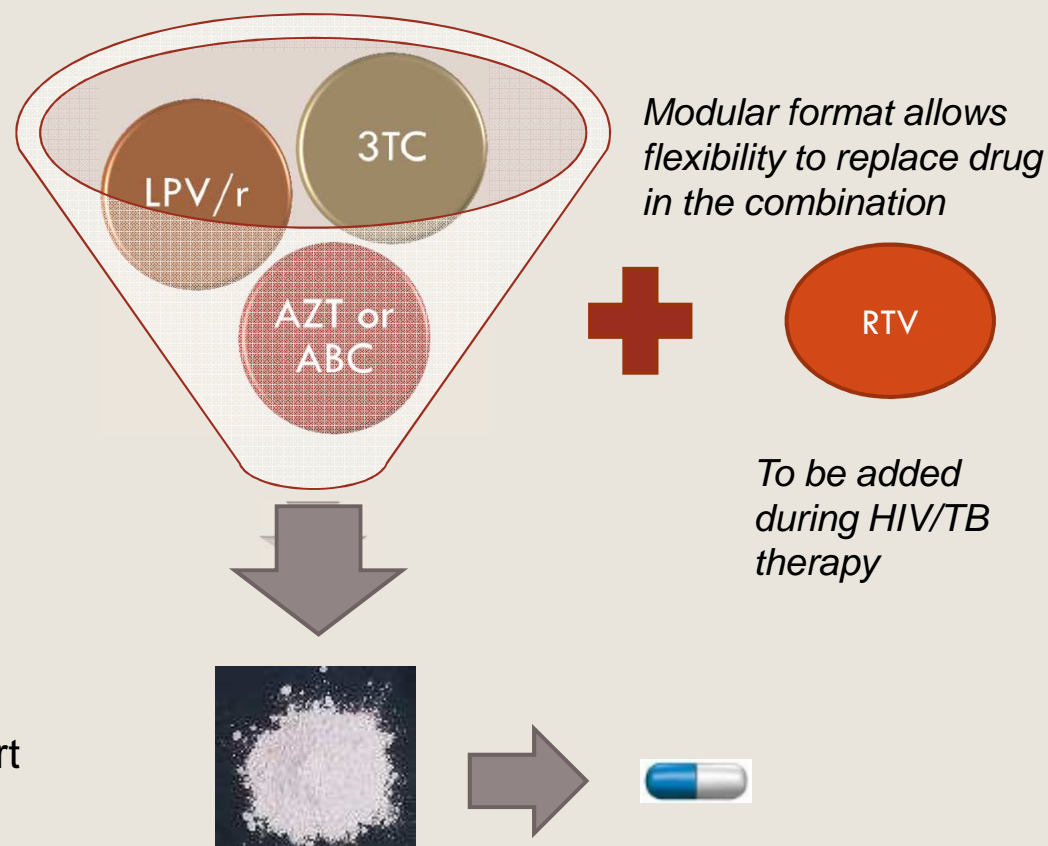 LPV/r
3TC
AZT or
ABC
Modular format allows
flexibility to replace drug
in the combination
RTV
To be added
during HIV/TB
therapy
rt